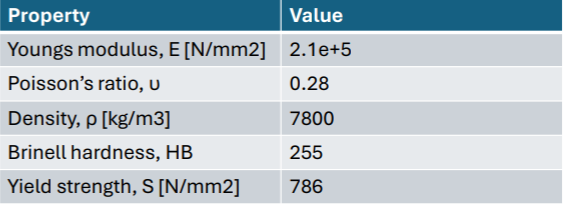 Property Value
Youngs modulus, E [N/mm2] 2.1e+5
Poisson's ratio, υ 0.28
Density, ρ [kg/m3] 7800
Brinell hardness, HB 255
Yield strength, S [N/mm2] 786